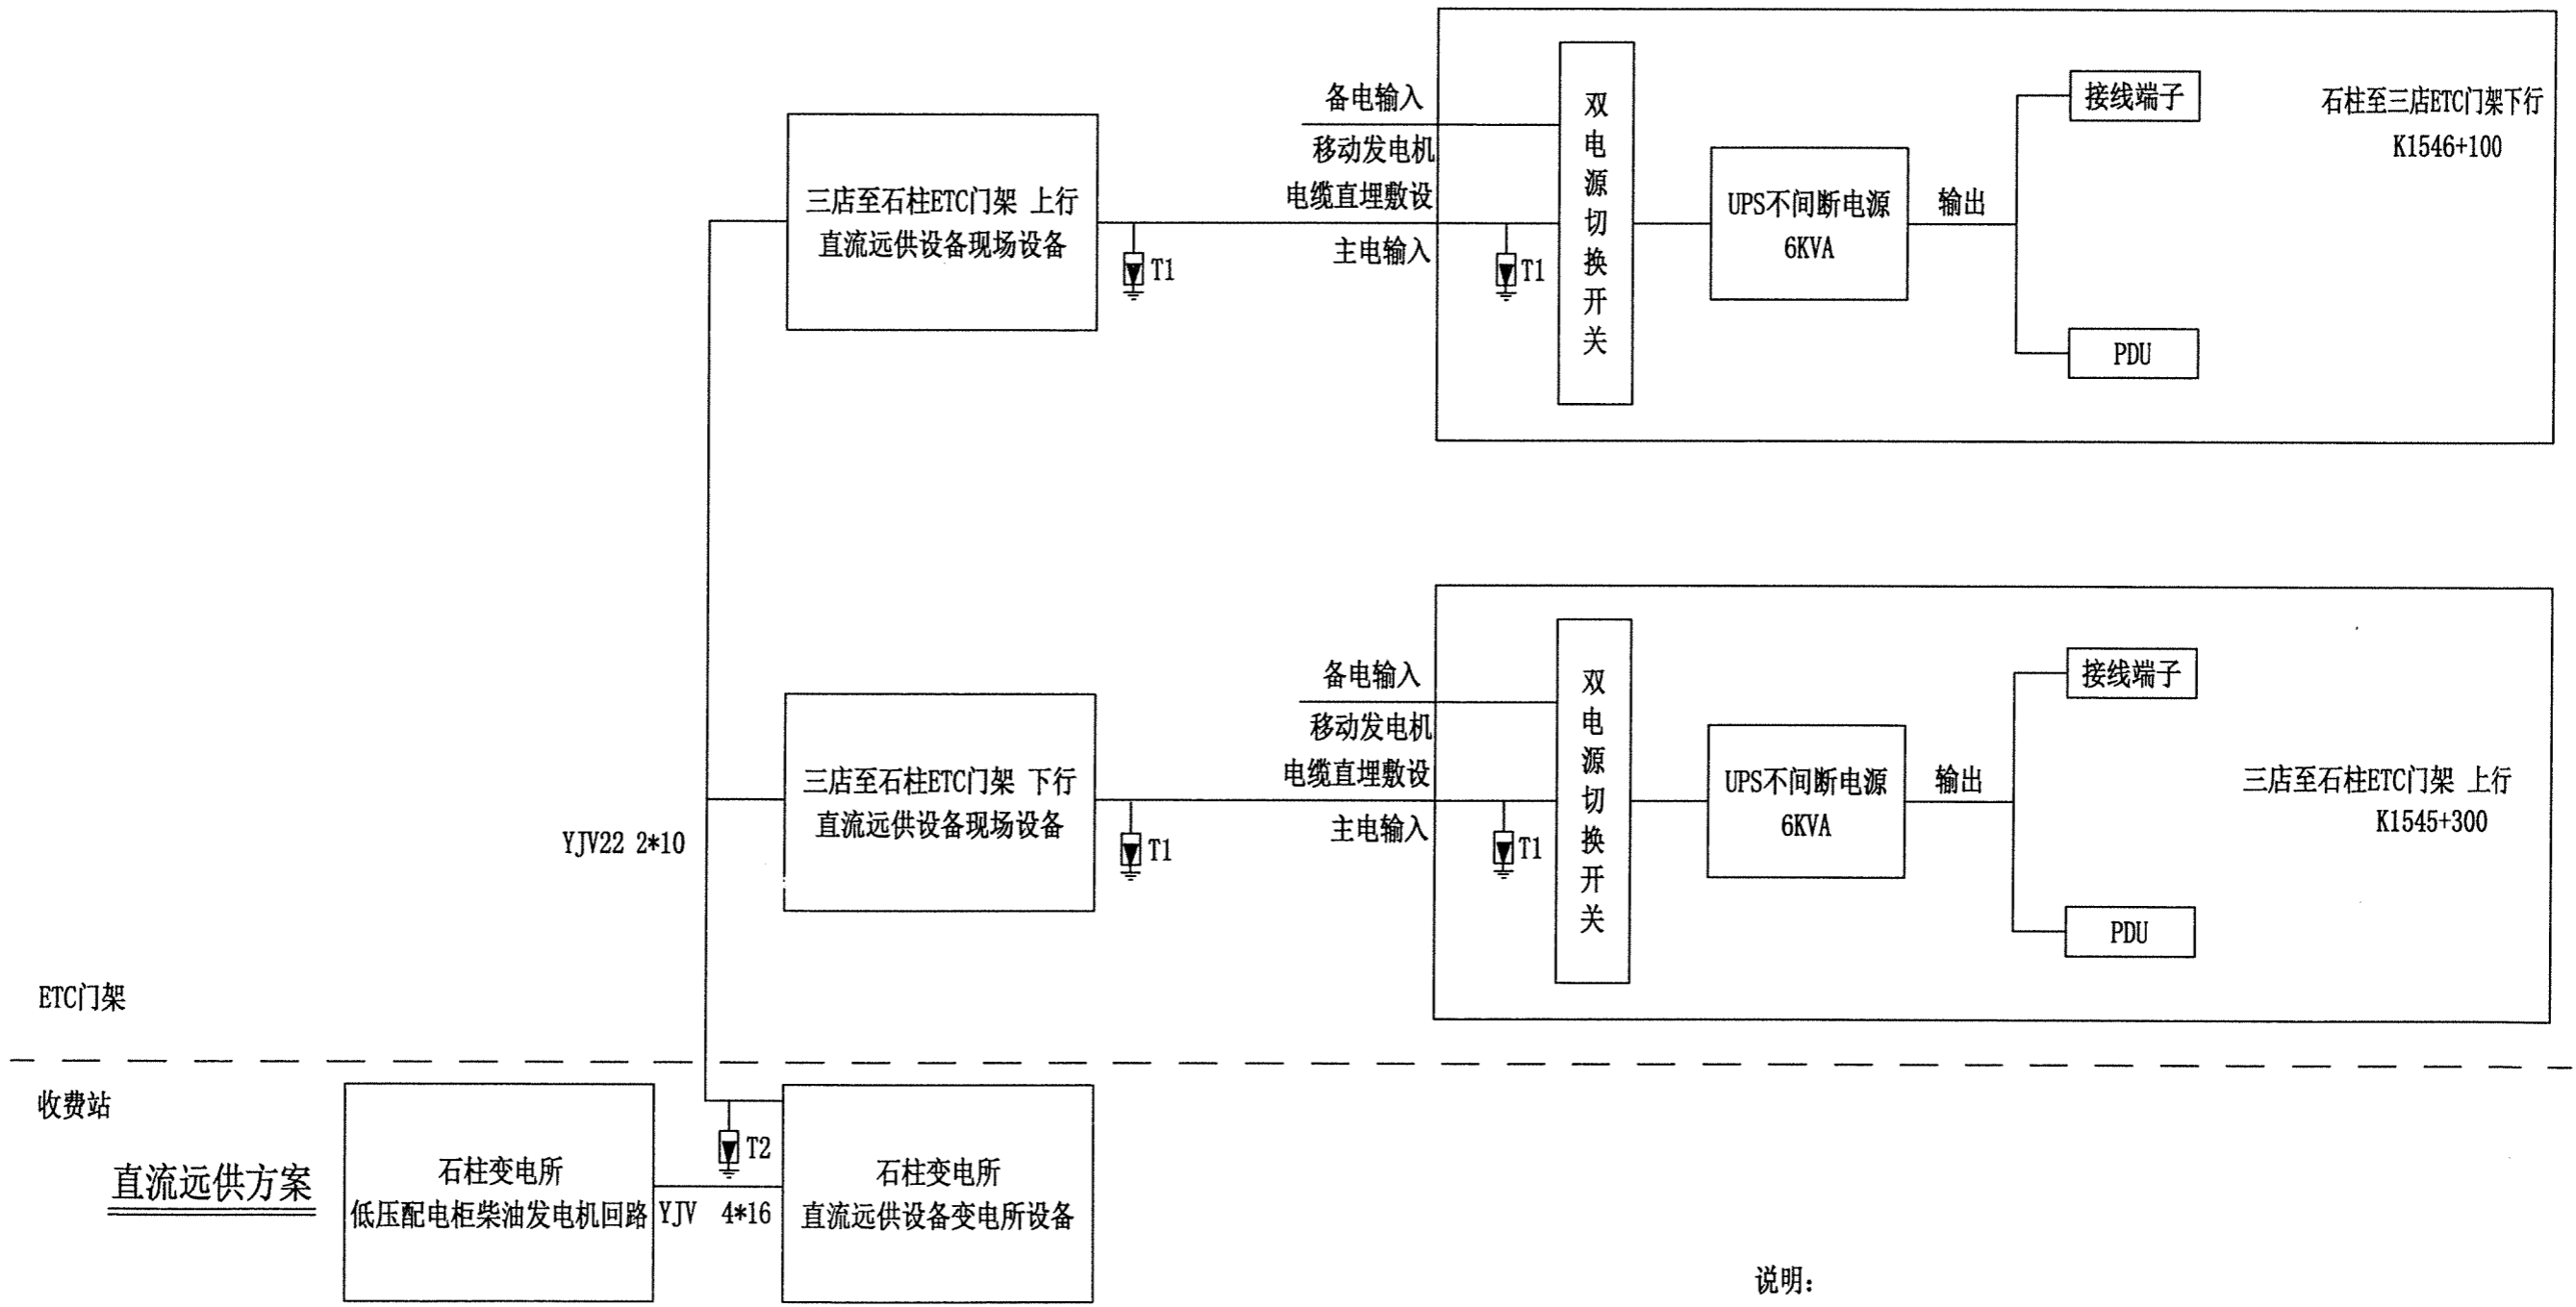 备电输入
移动发电机
电缆直埋敷设
主电输入
三店至石柱ETC门架 上行
直流远供设备现场设备
T1
T1
双电源切换开关
UPS不间断电源
6KVA
输出
接线端子
PDU
石柱至三店ETC门架下行
K1546+100
备电输入
移动发电机
电缆直埋敷设
主电输入
三店至石柱ETC门架 下行
直流远供设备现场设备
YJV22 2*10
T1
T1
双电源切换开关
UPS不间断电源
6KVA
输出
接线端子
PDU
三店至石柱ETC门架 上行
K1545+300
ETC门架
收费站
直流远供方案
石柱变电所
低压配电柜柴油发电机回路
T2
YJV 4*16
石柱变电所
直流远供设备变电所设备
说明：